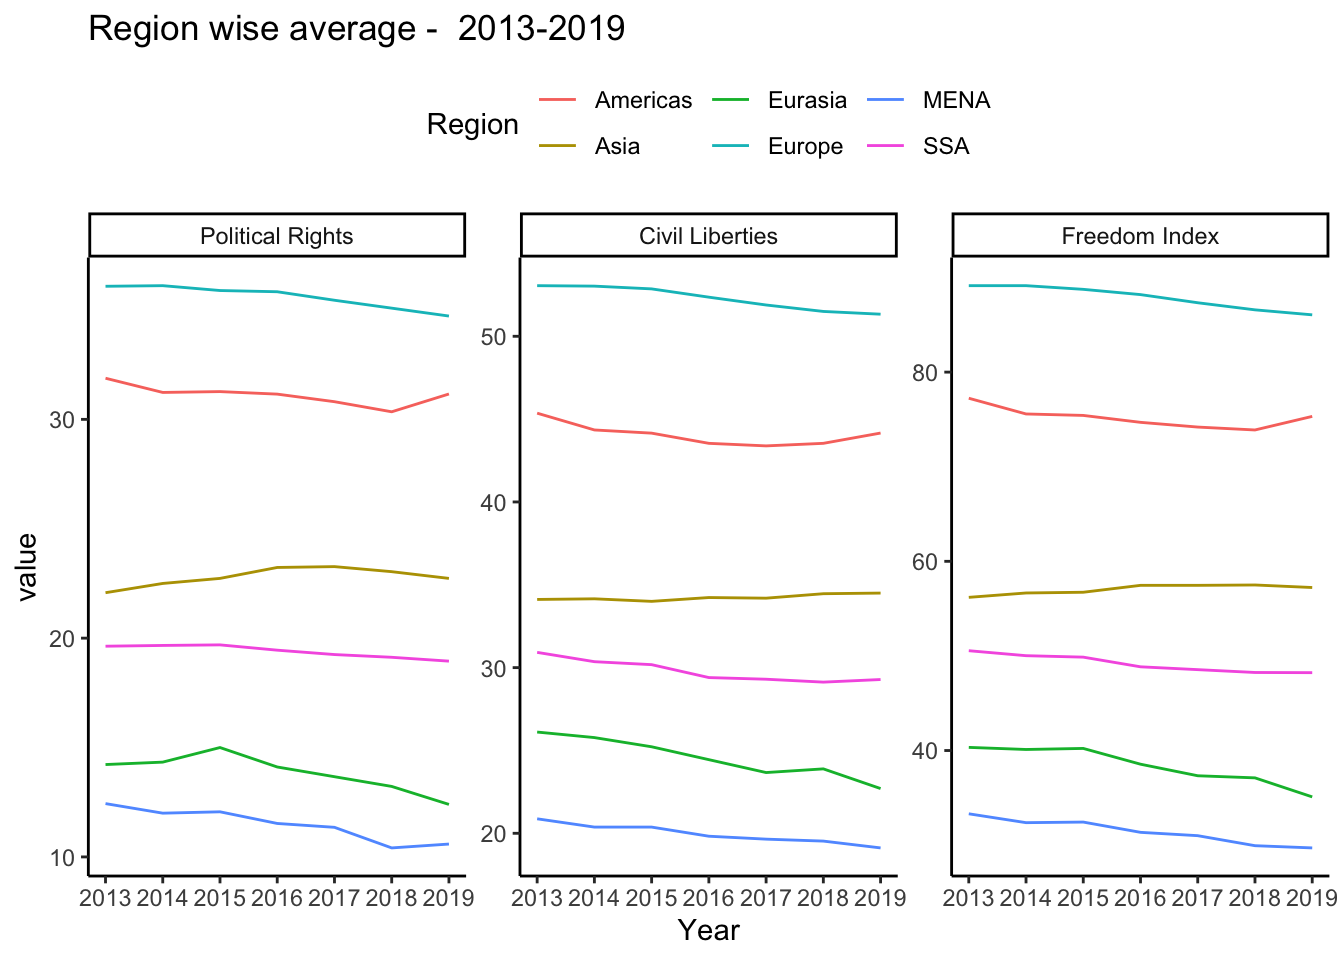 Region wise average -  2013-2019
Region
Americas Eurasia MENA
Asia Europe SSA
Political Rights Civil Liberties Freedom Index
value
30
20
10
2013 2014 2015 2016 2017 2018 2019
50
40
30
20
2013 2014 2015 2016 2017 2018 2019
80
60
40
2013 2014 2015 2016 2017 2018 2019
Year